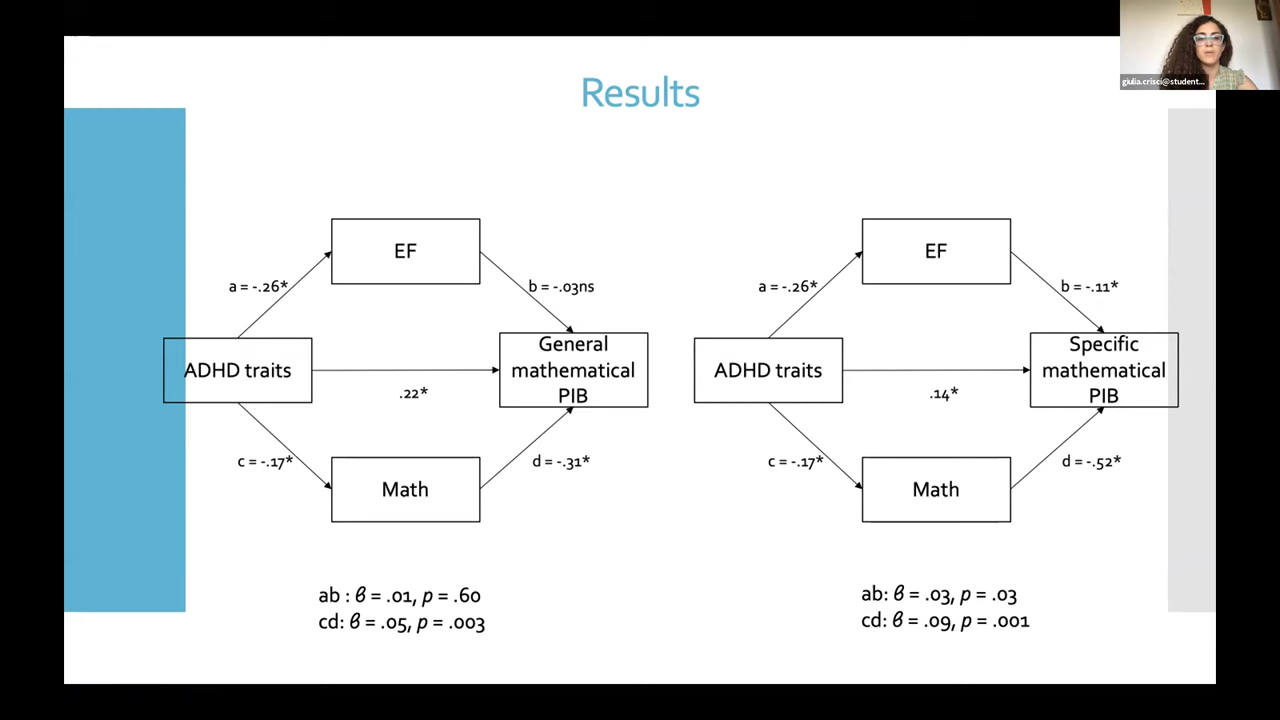 giulia.crisci@student...
Results
EF
a = -.26*
b = -.03ns
ADHD traits
General
mathematical
PIB
.22*
c = -.17*
d = -.31*
Math
ab : β = .01, p = .60
cd: β = .05, p = .003
EF
a = -.26*
b = -.11*
ADHD traits
Specific
mathematical
PIB
.14*
c = -.17*
d = -.52*
Math
ab: β = .03, p = .03
cd: β = .09, p = .001